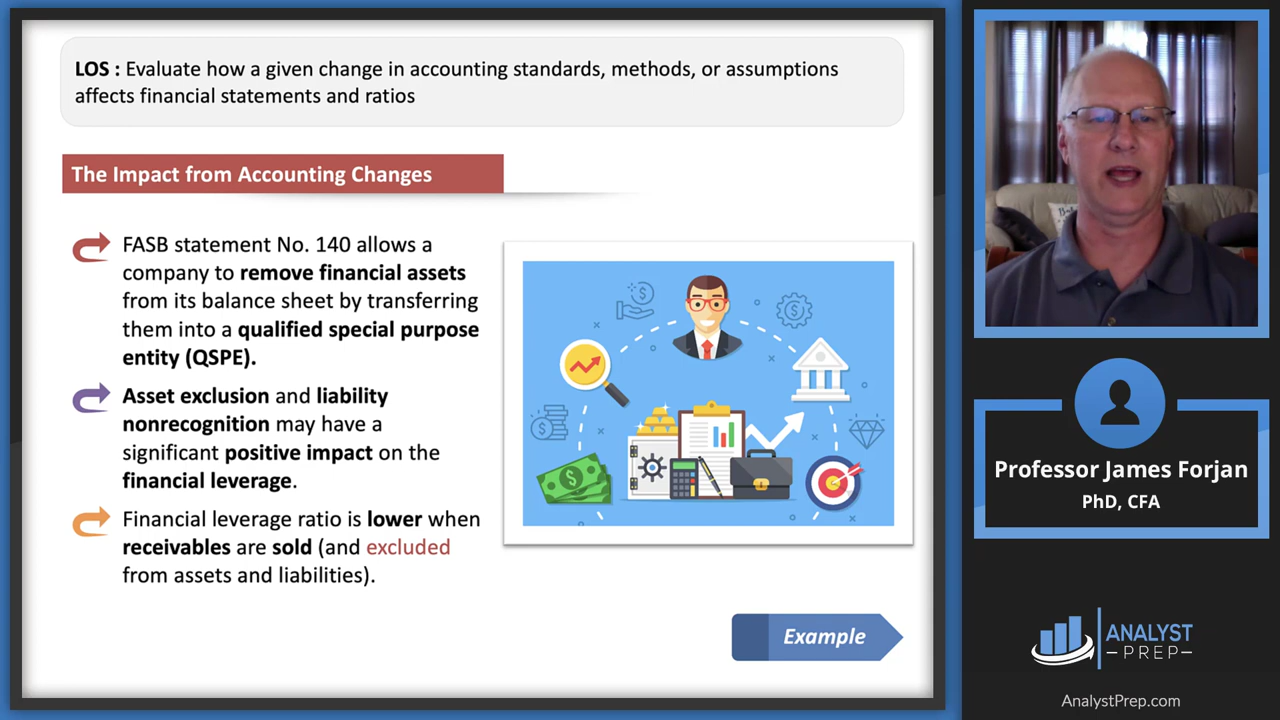 LOS : Evaluate how a given change in accounting standards, methods, or assumptions
affects financial statements and ratios
The Impact from Accounting Changes
FASB statement No. 140 allows a
company to remove financial assets
from its balance sheet by transferring
them into a qualified special purpose
entity (QSPE).
Asset exclusion and liability
nonrecognition may have a
significant positive impact on the
financial leverage.
Financial leverage ratio is lower when
receivables are sold (and excluded
from assets and liabilities).
Example
Professor James Forjan
PhD, CFA
ANALYST
PREP
AnalystPrep.com